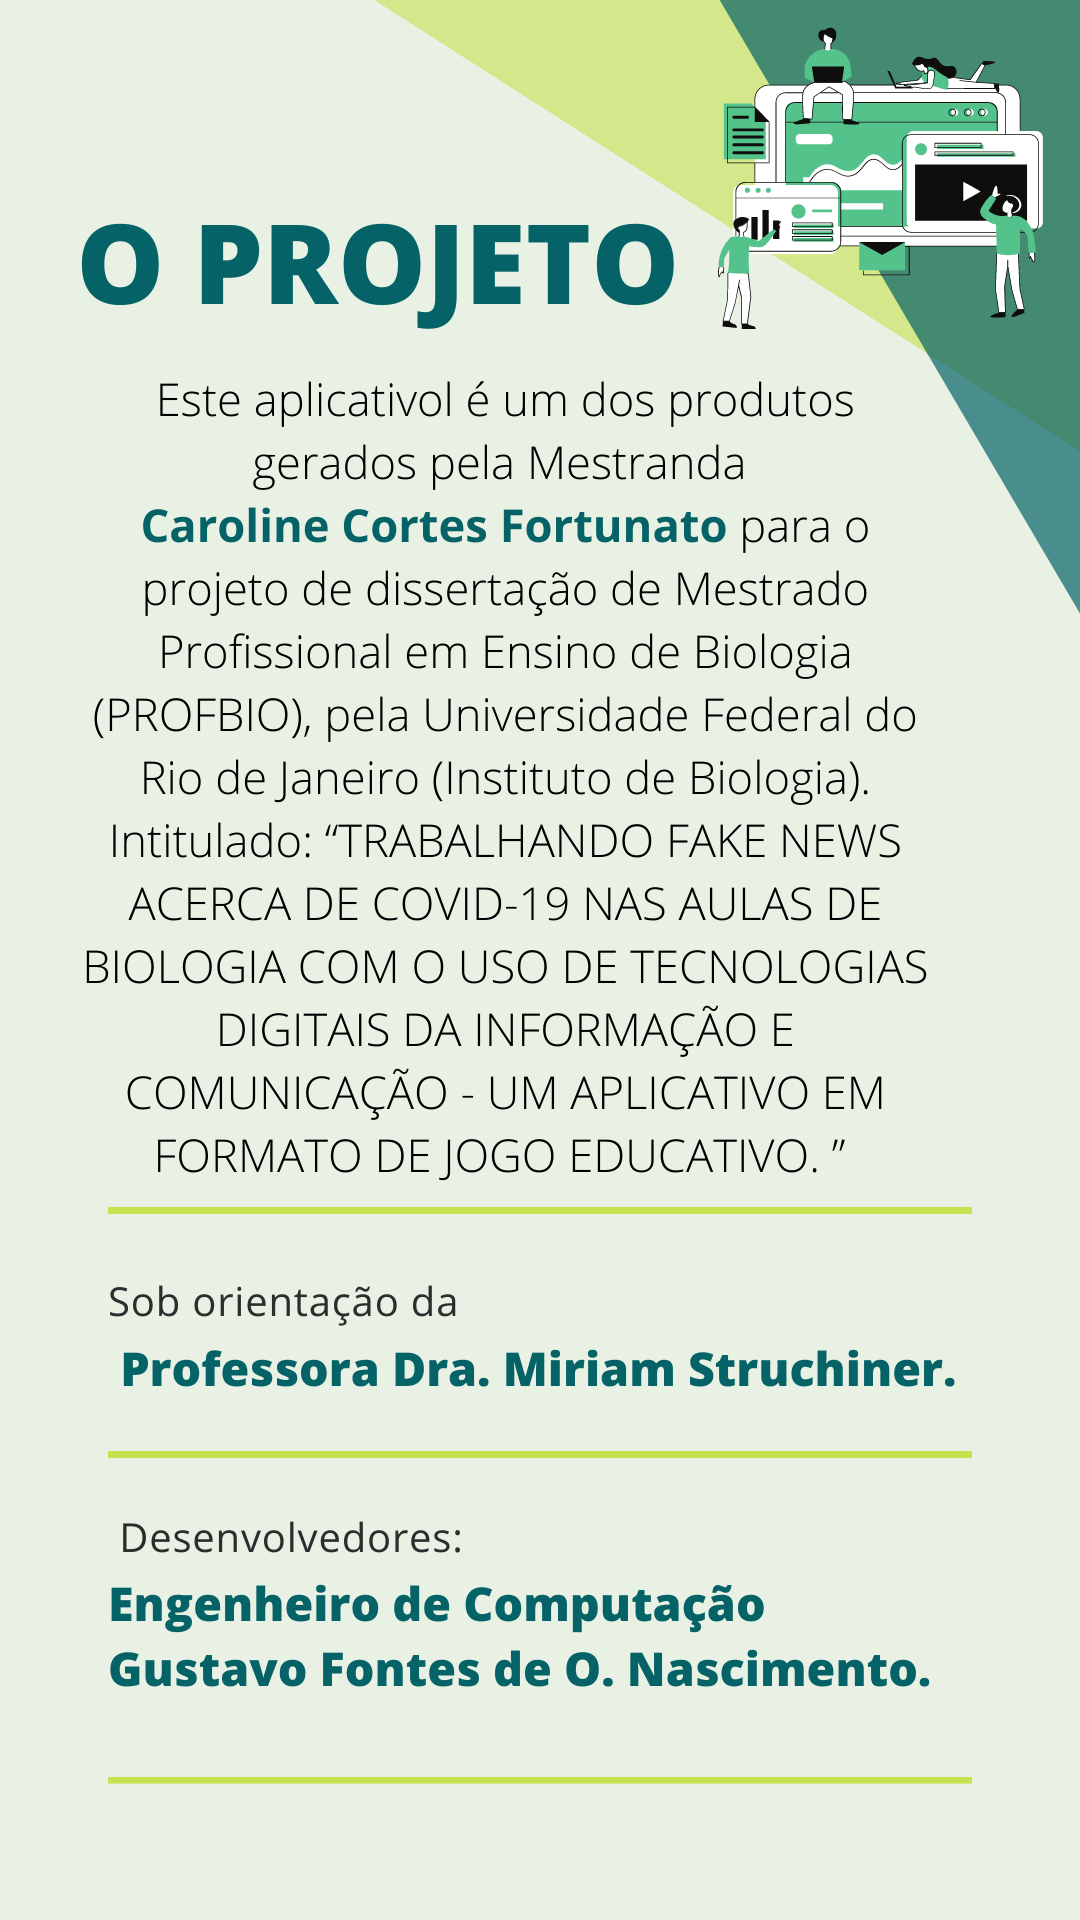 O PROJETO
Este aplicativol é um dos produtos
gerados pela Mestranda
Caroline Cortes Fortunato para o
projeto de dissertação de Mestrado
Profissional em Ensino de Biologia
(PROFBIO), pela Universidade Federal do
Rio de Janeiro (Instituto de Biologia).
Intitulado: “TRABALHANDO FAKE NEWS
ACERCA DE COVID-19 NAS AULAS DE
BIOLOGIA COM O USO DE TECNOLOGIAS
DIGITAIS DA INFORMAÇÃO E
COMUNICAÇÃO - UM APLICATIVO EM
FORMATO DE JOGO EDUCATIVO. ”
Sob orientação da
Professora Dra. Miriam Struchiner.
Desenvolvedores:
Engenheiro de Computação
Gustavo Fontes de O. Nascimento.